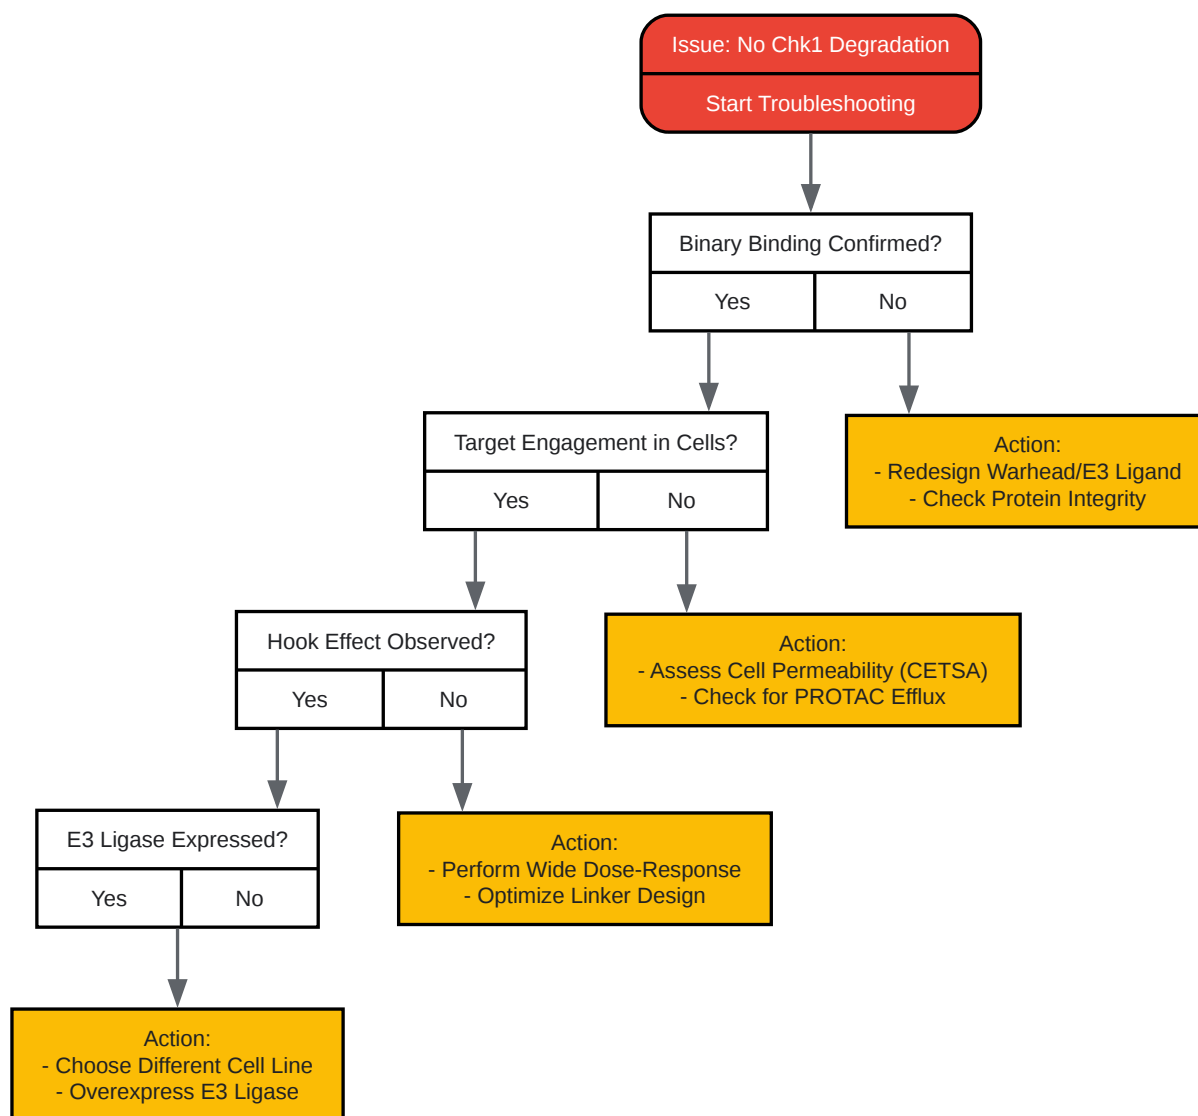 Issue: No Chk1 Degradation
Start Troubleshooting
Binary Binding Confirmed?
Yes
No
Target Engagement in Cells?
Yes
No
Action:
- Redesign Warhead/E3 Ligand
- Check Protein Integrity
Hook Effect Observed?
Yes
No
Action:
- Assess Cell Permeability (CETSA)
- Check for PROTAC Efflux
E3 Ligase Expressed?
Yes
No
Action:
- Perform Wide Dose-Response
- Optimize Linker Design
Action:
- Choose Different Cell Line
- Overexpress E3 Ligase